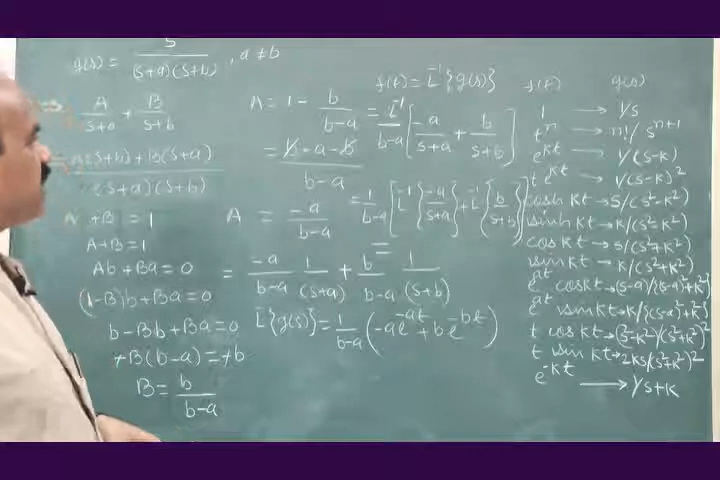 g(s) = s / (s+a)(s+b) , a ≠ b
A/s+a + B/s+b
= A(s+b) + B(s+a) / (s+a)(s+b)
A + B = 1
A+B = 1
Ab + Ba = 0
(1-B)b + Ba = 0
b - Bb + Ba = 0
+B(b-a) = +b
B = b / b-a
A = 1 - b / b-a
= b - a - b / b-a
A = -a / b-a
= -a/b-a 1/(s+a) + b/b-a 1/(s+b)
L⁻¹{g(s)} = 1/b-a (-ae^-at + be^-bt)
f(t) = L⁻¹{g(s)}
= L⁻¹/b-a [-a/s+a + b/s+b]
= 1/b-a [L⁻¹{-a/s+a} + L⁻¹{b/s+b}]
=
f(t) g(s)
1 → 1/s
t^n → n!/s^n+1
e^kt → 1/(s-k)
t e^kt → 1/(s-k)²
cosh kt → s/(s²-k²)
sinh kt → k/(s²-k²)
cos kt → s/(s²+k²)
sin kt → k/(s²+k²)
e^at cos kt → (s-a)/{(s-a)²+k²}
e^at sin kt → k/{(s-a)²+k²}
t cos kt → (s²-k²)/(s²+k²)²
t sin kt → 2ks/(s²+k²)²
e^-kt → 1/s+k